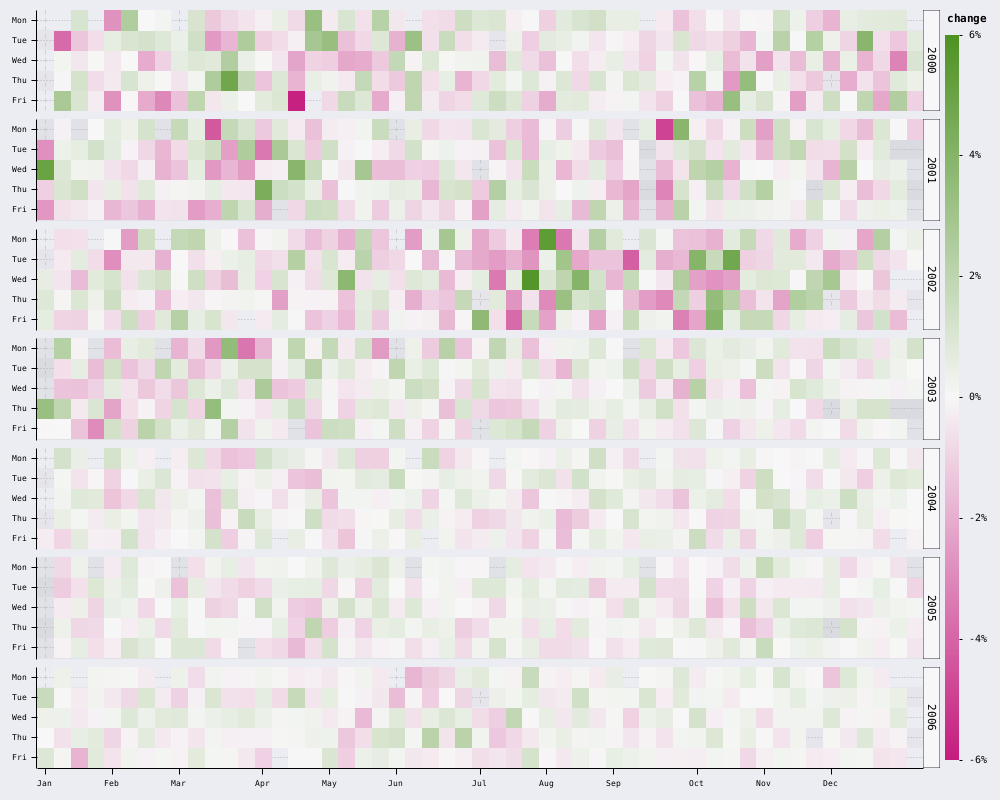 change
6%
4%
2%
0%
-2%
-4%
-6%
Mon
Tue
Wed
Thu
Fri
2000
Mon
Tue
Wed
Thu
Fri
2001
Mon
Tue
Wed
Thu
Fri
2002
Mon
Tue
Wed
Thu
Fri
2003
Mon
Tue
Wed
Thu
Fri
2004
Mon
Tue
Wed
Thu
Fri
2005
Mon
Tue
Wed
Thu
Fri
2006
Jan Feb Mar Apr May Jun Jul Aug Sep Oct Nov Dec